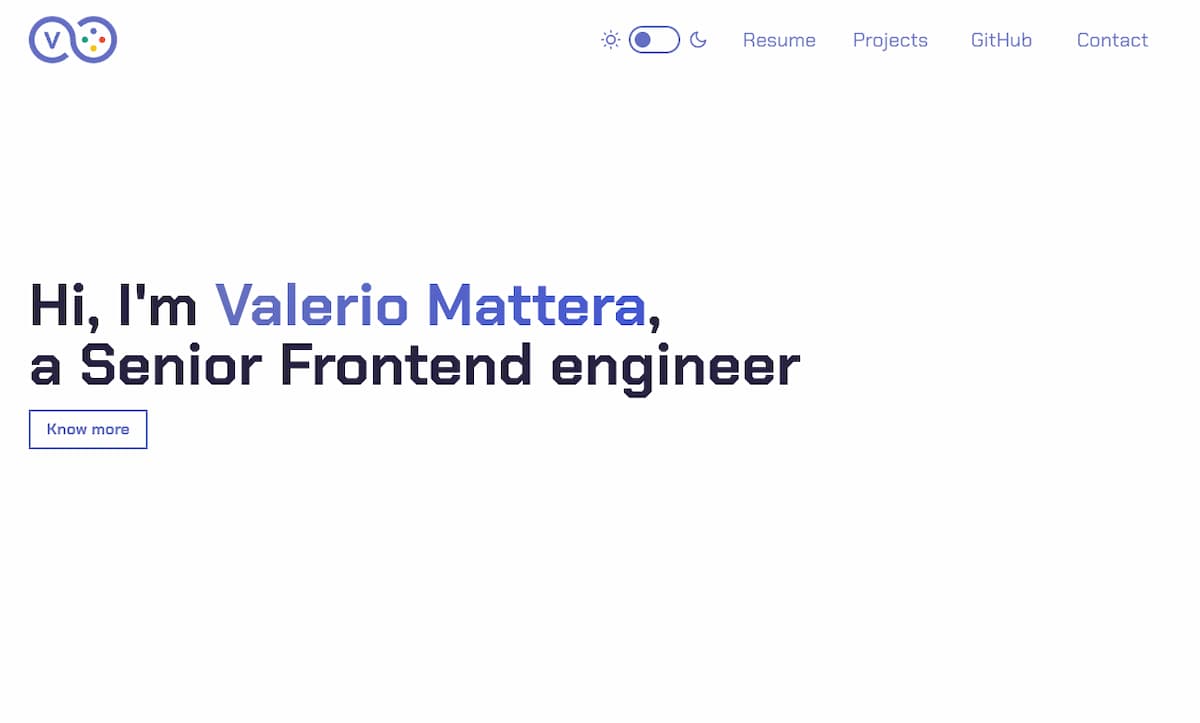 V
Resume Projects GitHub Contact
Hi, I'm Valerio Mattera,
a Senior Frontend engineer
Know more